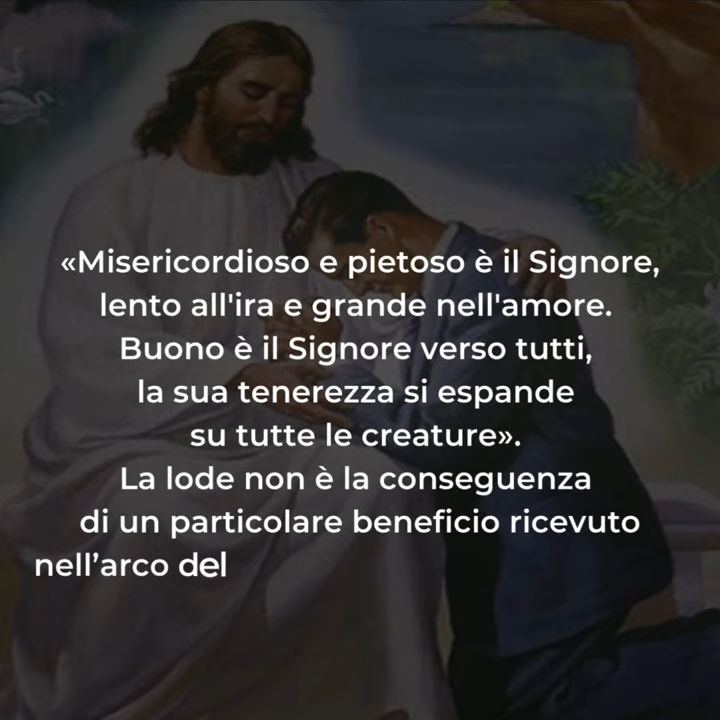 «Misericordioso e pietoso è il Signore,
lento all'ira e grande nell'amore.
Buono è il Signore verso tutti,
la sua tenerezza si espande
su tutte le creature».
La lode non è la conseguenza
di un particolare beneficio ricevuto
nell’arco del